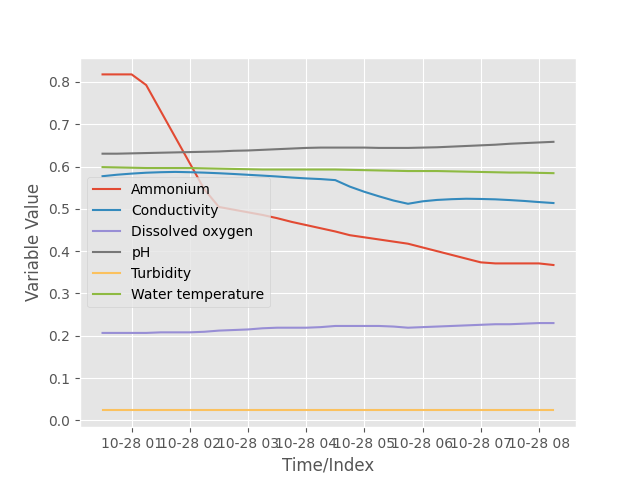 0.8
0.7
0.6
0.5
0.4
0.3
0.2
0.1
0.0
Variable Value
Ammonium
Conductivity
Dissolved oxygen
pH
Turbidity
Water temperature
10-28 01 10-28 02 10-28 03 10-28 04 10-28 05 10-28 06 10-28 07 10-28 08
Time/Index